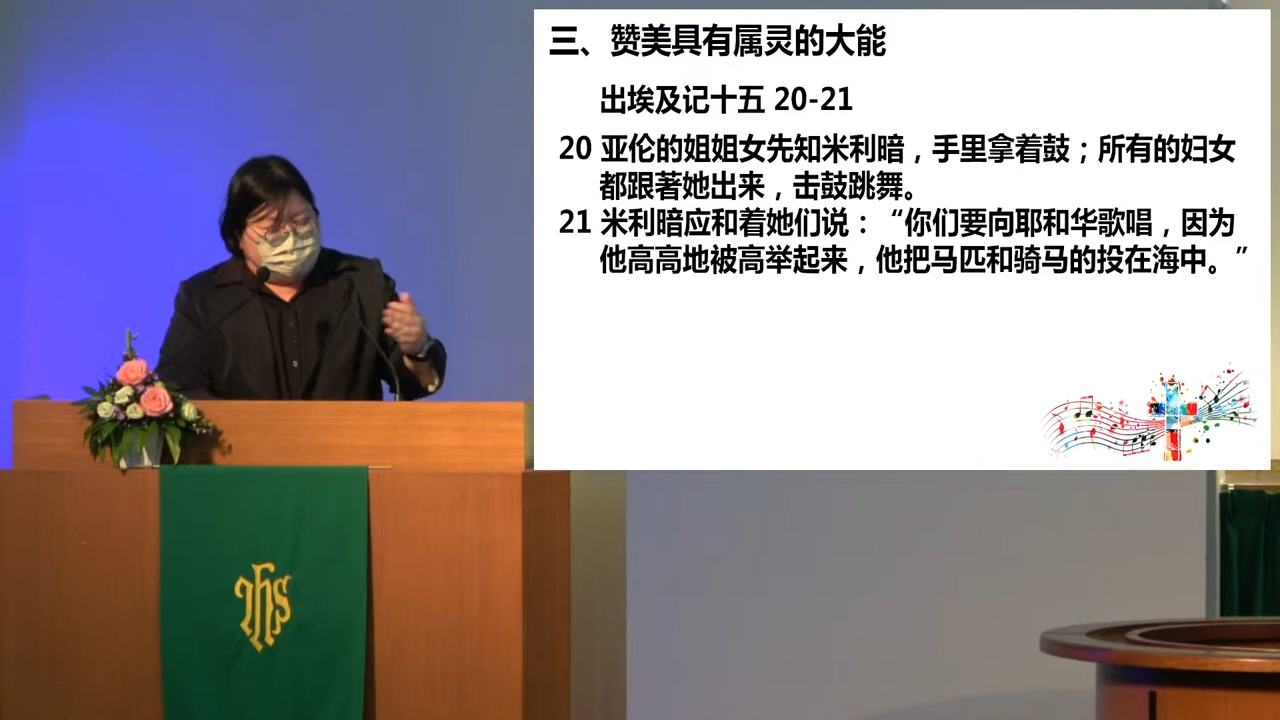 三、赞美具有属灵的大能
出埃及记十五 20-21
20 亚伦的姐姐女先知米利暗，手里拿着鼓；所有的妇女
都跟著她出来，击鼓跳舞。
21 米利暗应和着她们说：“你们要向耶和华歌唱，因为
他高高地被高举起来，他把马匹和骑马的投在海中。”
IHS